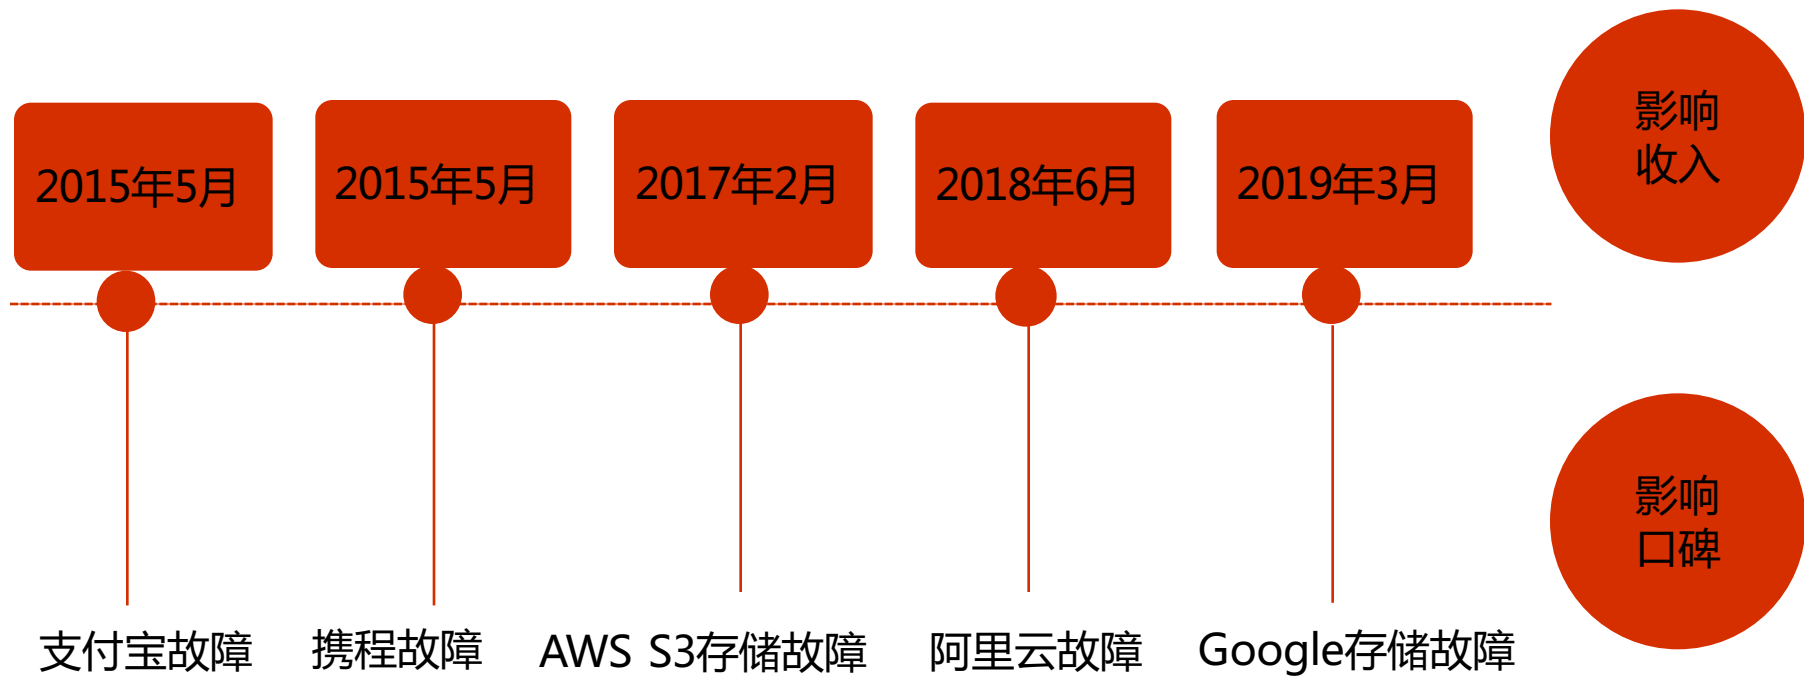 2015年5月
2015年5月
2017年2月
2018年6月
2019年3月
影响
收入
支付宝故障
携程故障
AWS S3存储故障
阿里云故障
Google存储故障
影响
口碑